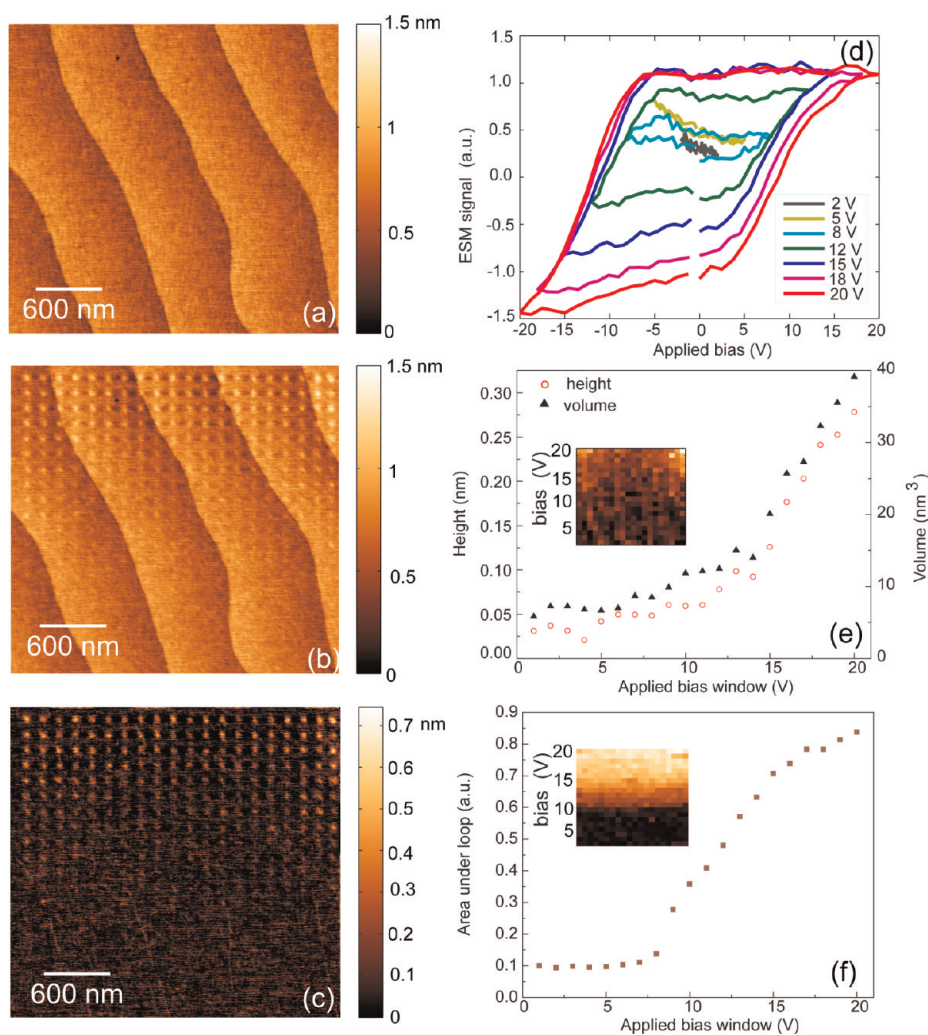 1.5 nm
1
0.5
0
600 nm
(a)
1.5
1.0
0.5
0.0
-0.5
-1.0
-1.5
ESM signal (a.u.)
(d)
2 V
5 V
8 V
12 V
15 V
18 V
20 V
-20 -15 -10 -5 0 5 10 15 20
Applied bias (V)
1.5 nm
1
0.5
0
600 nm
(b)
0.30
0.25
0.20
0.15
0.10
0.05
0.00
Height (nm)
height
volume
20
15
10
5
bias (V)
40
30
20
10
0
Volume (nm3)
(e)
0 5 10 15 20
Applied bias window (V)
0.7 nm
0.6
0.5
0.4
0.3
0.2
0.1
0
600 nm
(c)
0.9
0.8
0.7
0.6
0.5
0.4
0.3
0.2
0.1
0.0
Area under loop (a.u.)
20
15
10
5
bias (V)
(f)
0 5 10 15 20
Applied bias window (V)